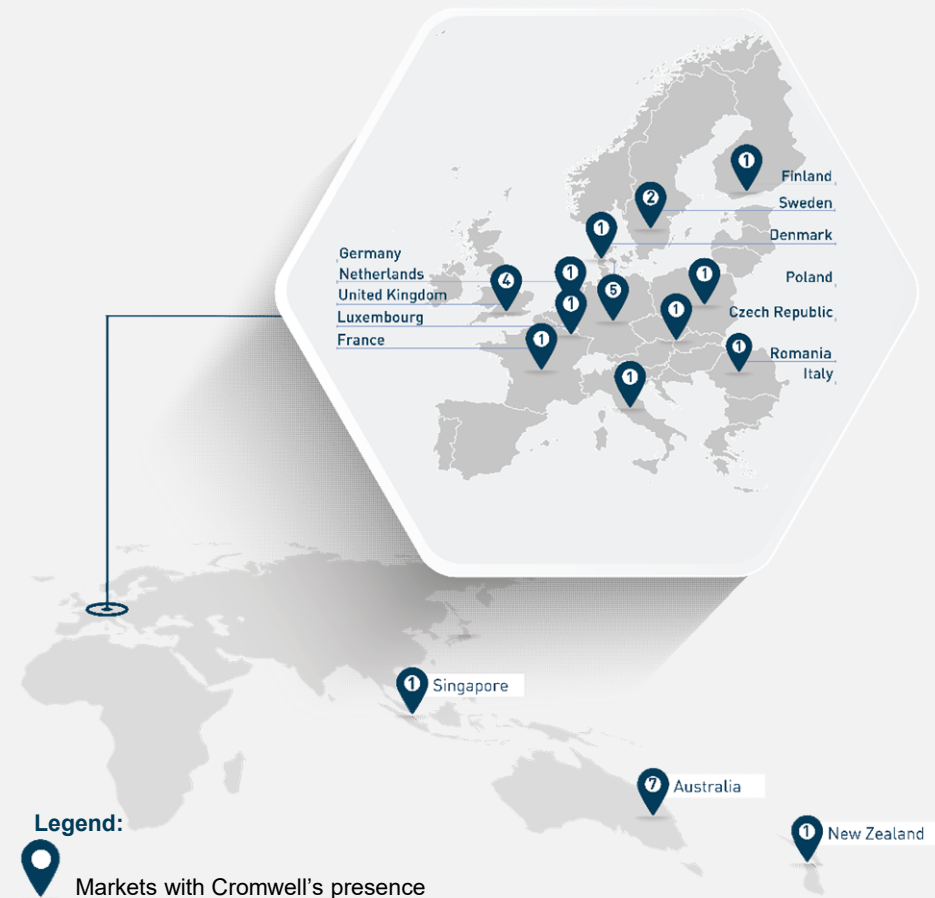 1
Finland
2
Sweden
1
Denmark
Germany
Netherlands
1
1
Poland
4
United Kingdom
5
Luxembourg
1
1
Czech Republic
France
1
1
Romania
1
Italy
1
Singapore
7
Australia
1
New Zealand
Legend:
Markets with Cromwell's presence